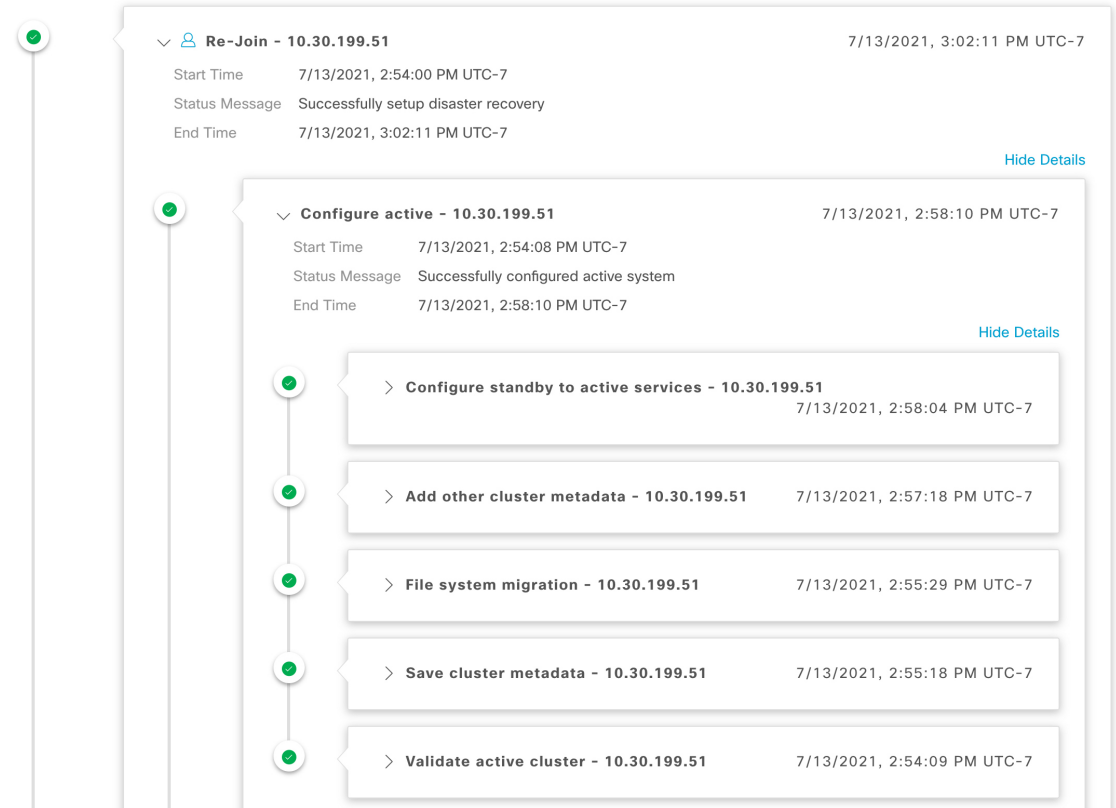 Re-Join - 10.30.199.51 7/13/2021, 3:02:11 PM UTC-7
Start Time 7/13/2021, 2:54:00 PM UTC-7
Status Message Successfully setup disaster recovery
End Time 7/13/2021, 3:02:11 PM UTC-7
Hide Details
Configure active - 10.30.199.51 7/13/2021, 2:58:10 PM UTC-7
Start Time 7/13/2021, 2:54:08 PM UTC-7
Status Message Successfully configured active system
End Time 7/13/2021, 2:58:10 PM UTC-7
Hide Details
Configure standby to active services - 10.30.199.51
7/13/2021, 2:58:04 PM UTC-7
Add other cluster metadata - 10.30.199.51 7/13/2021, 2:57:18 PM UTC-7
File system migration - 10.30.199.51 7/13/2021, 2:55:29 PM UTC-7
Save cluster metadata - 10.30.199.51 7/13/2021, 2:55:18 PM UTC-7
Validate active cluster - 10.30.199.51 7/13/2021, 2:54:09 PM UTC-7